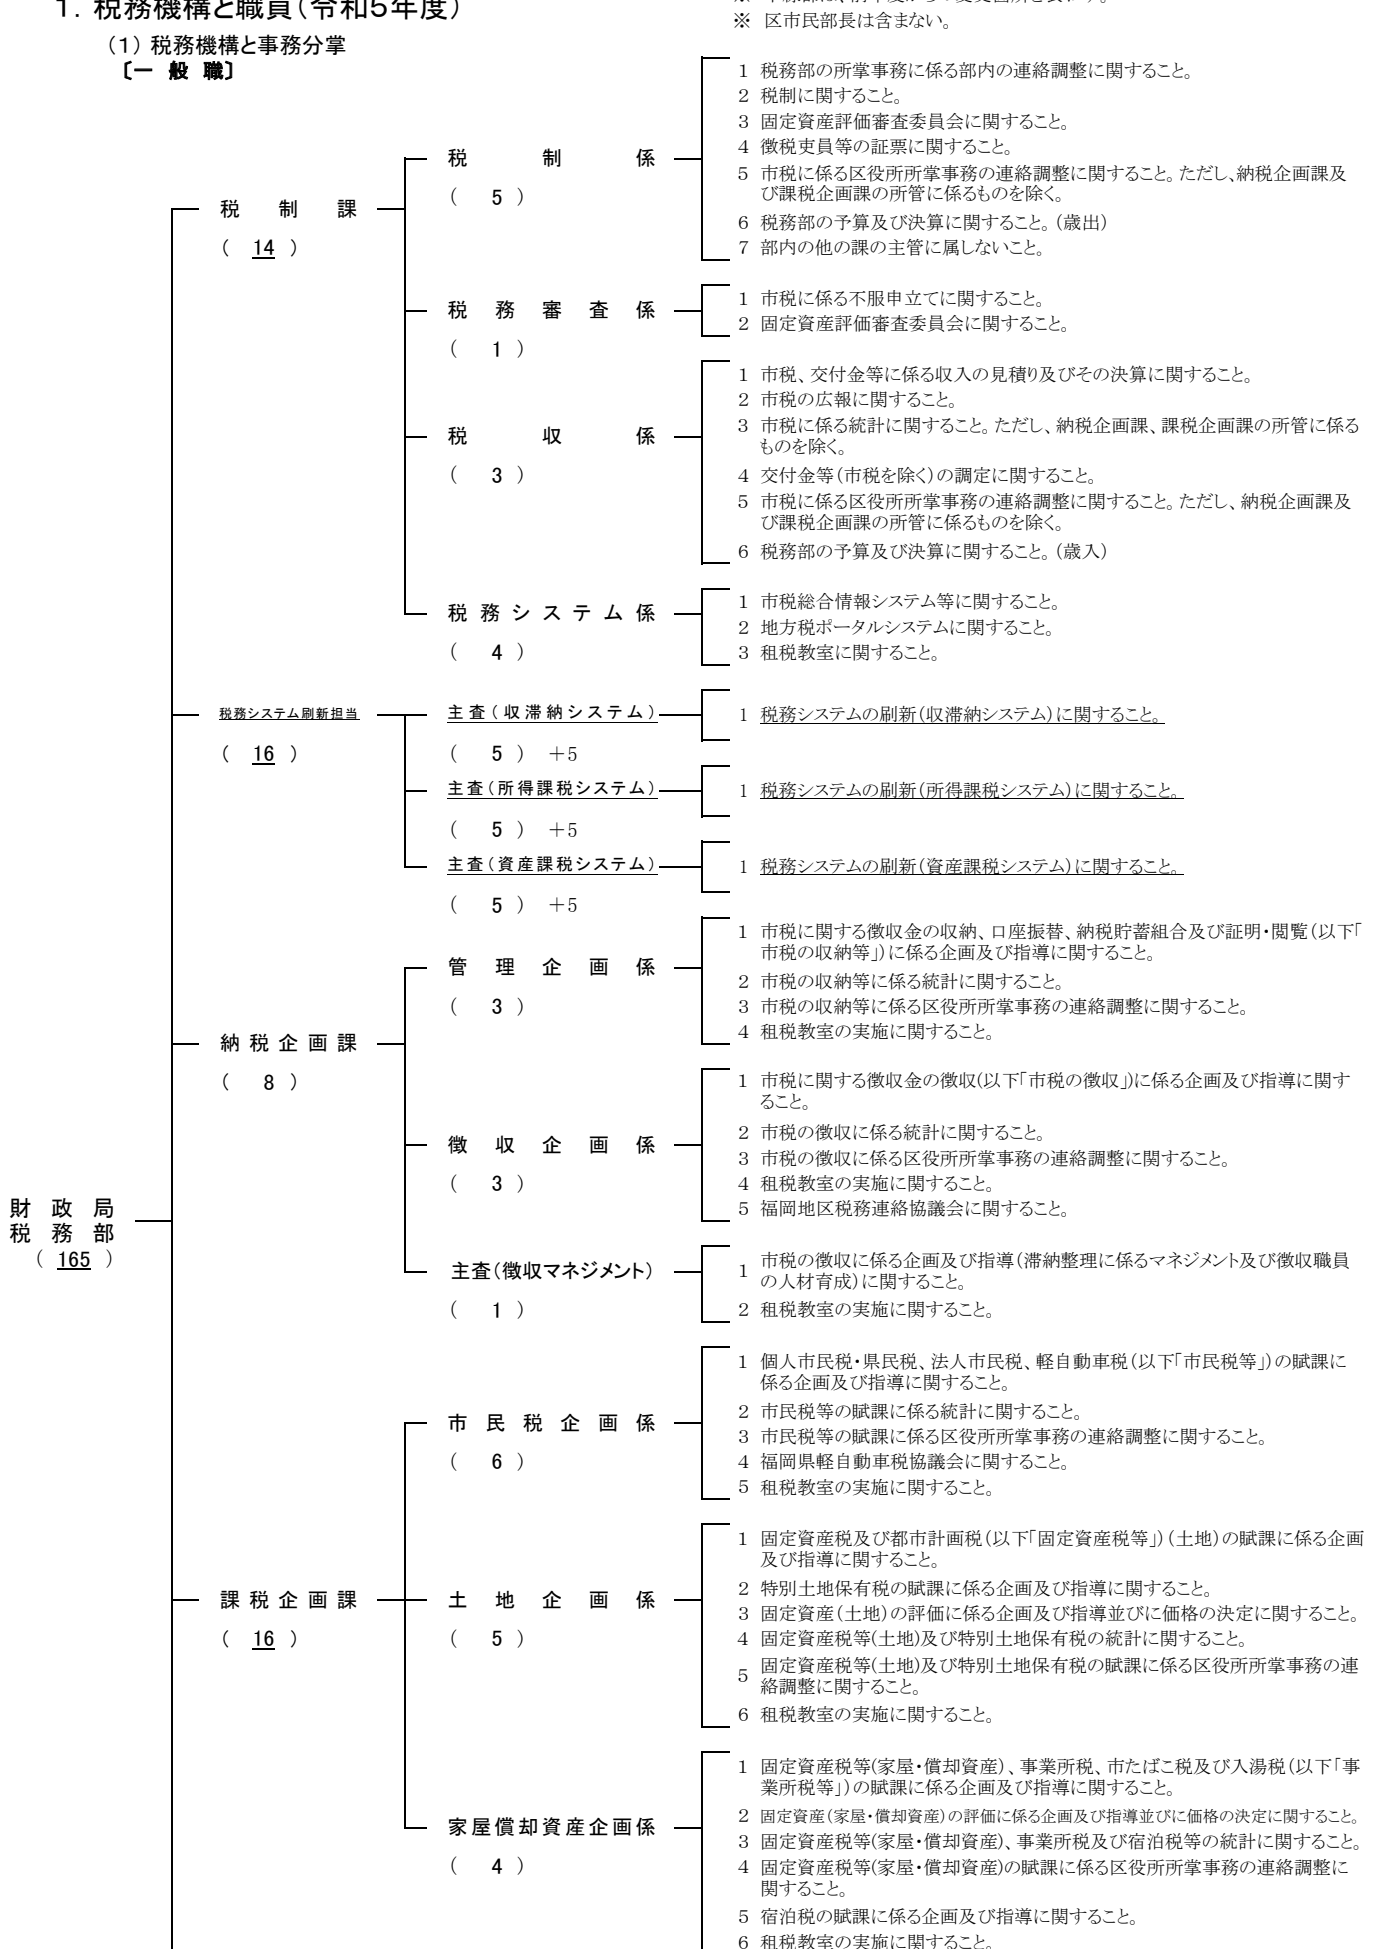 1．税務機構と職員（令和5年度）
※ 区市民部長は含まない。
（1）税務機構と事務分掌
〔一 般 職〕
財 政 局
税 務 部
（ 165 ）
税 制 課
（ 14 ）
税 制 係
（ 5 ）
1 税務部の所掌事務に係る部内の連絡調整に関すること。
2 税制に関すること。
3 固定資産評価審査委員会に関すること。
4 徴税吏員等の証票に関すること。
5 市税に係る区役所所掌事務の連絡調整に関すること。ただし、納税企画課及
び課税企画課の所管に係るものを除く。
6 税務部の予算及び決算に関すること。（歳出）
7 部内の他の課の主管に属しないこと。
税 務 審 査 係
（ 1 ）
1 市税に係る不服申立てに関すること。
2 固定資産評価審査委員会に関すること。
税 収 係
（ 3 ）
1 市税、交付金等に係る収入の見積り及びその決算に関すること。
2 市税の広報に関すること。
3 市税に係る統計に関すること。ただし、納税企画課、課税企画課の所管に係る
ものを除く。
4 交付金等（市税を除く）の調定に関すること。
5 市税に係る区役所所掌事務の連絡調整に関すること。ただし、納税企画課及
び課税企画課の所管に係るものを除く。
6 税務部の予算及び決算に関すること。（歳入）
税 務 シ ス テ ム 係
（ 4 ）
1 市税総合情報システム等に関すること。
2 地方税ポータルシステムに関すること。
3 租税教室に関すること。
税務システム刷新担当
（ 16 ）
主査（収滞納システム）
（ 5 ） ＋5
1 税務システムの刷新（収滞納システム）に関すること。
主査（所得課税システム）
（ 5 ） ＋5
1 税務システムの刷新（所得課税システム）に関すること。
主査（資産課税システム）
（ 5 ） ＋5
1 税務システムの刷新（資産課税システム）に関すること。
納 税 企 画 課
（ 8 ）
管 理 企 画 係
（ 3 ）
1 市税に関する徴収金の収納、口座振替、納税貯蓄組合及び証明・閲覧（以下「
市税の収納等」）に係る企画及び指導に関すること。
2 市税の収納等に係る統計に関すること。
3 市税の収納等に係る区役所所掌事務の連絡調整に関すること。
4 租税教室の実施に関すること。
徴 収 企 画 係
（ 3 ）
1 市税に関する徴収金の徴収(以下「市税の徴収」)に係る企画及び指導に関す
ること。
2 市税の徴収に係る統計に関すること。
3 市税の徴収に係る区役所所掌事務の連絡調整に関すること。
4 租税教室の実施に関すること。
5 福岡地区税務連絡協議会に関すること。
主査（徴収マネジメント）
（ 1 ）
1 市税の徴収に係る企画及び指導（滞納整理に係るマネジメント及び徴収職員
の人材育成）に関すること。
2 租税教室の実施に関すること。
課 税 企 画 課
（ 16 ）
市 民 税 企 画 係
（ 6 ）
1 個人市民税・県民税、法人市民税、軽自動車税（以下「市民税等」）の賦課に
係る企画及び指導に関すること。
2 市民税等の賦課に係る統計に関すること。
3 市民税等の賦課に係る区役所所掌事務の連絡調整に関すること。
4 福岡県軽自動車税協議会に関すること。
5 租税教室の実施に関すること。
土 地 企 画 係
（ 5 ）
1 固定資産税及び都市計画税（以下「固定資産税等」）（土地）の賦課に係る企画
及び指導に関すること。
2 特別土地保有税の賦課に係る企画及び指導に関すること。
3 固定資産（土地）の評価に係る企画及び指導並びに価格の決定に関すること。
4 固定資産税等(土地)及び特別土地保有税の統計に関すること。
5 固定資産税等(土地)及び特別土地保有税の賦課に係る区役所所掌事務の連
絡調整に関すること。
6 租税教室の実施に関すること。
家屋償却資産企画係
（ 4 ）
1 固定資産税等(家屋・償却資産）、事業所税、市たばこ税及び入湯税（以下「事
業所税等」）の賦課に係る企画及び指導に関すること。
2 固定資産（家屋・償却資産）の評価に係る企画及び指導並びに価格の決定に関すること。
3 固定資産税等(家屋・償却資産）、事業所税及び宿泊税等の統計に関すること。
4 固定資産税等(家屋・償却資産)の賦課に係る区役所所掌事務の連絡調整に
関すること。
5 宿泊税の賦課に係る企画及び指導に関すること。
6 租税教室の実施に関すること。